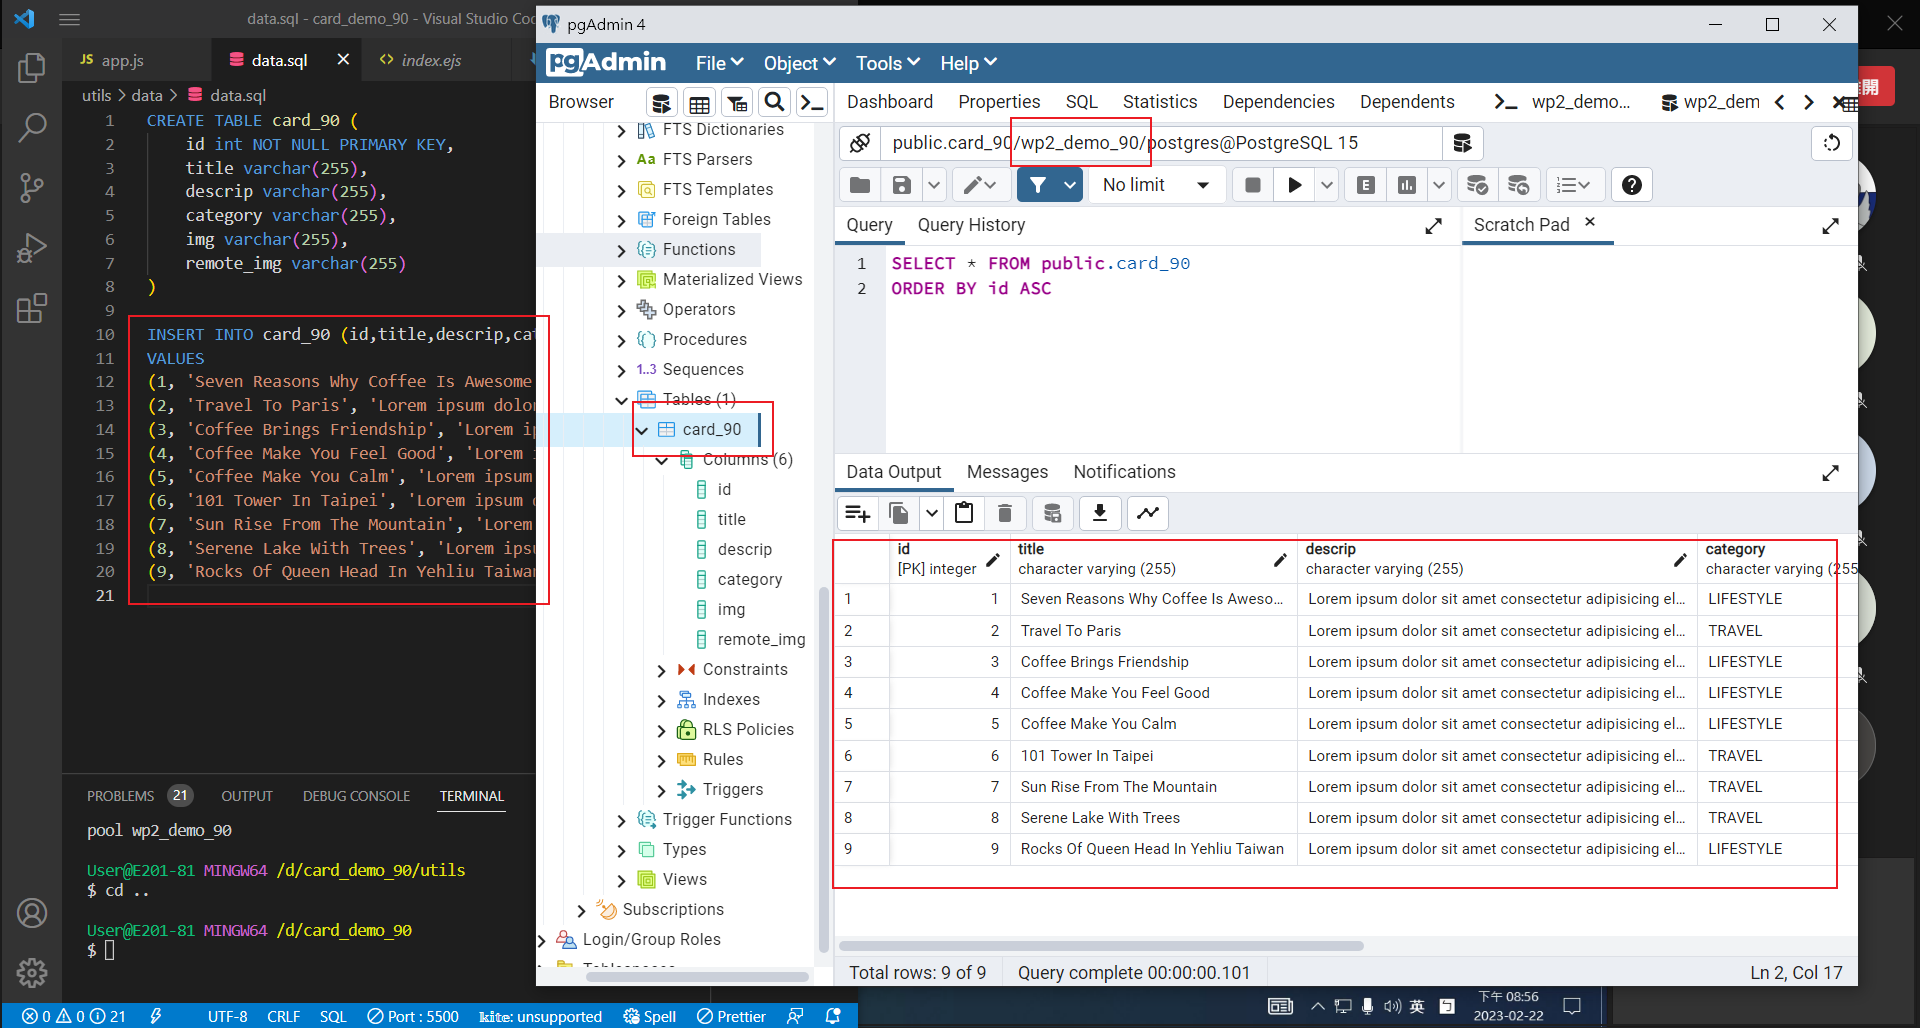 data.sql - card_demo_90 - Visual Studio Co
JS app.js
data.sql
index.ejs
utils > data > data.sql
1 CREATE TABLE card_90 (
2 id int NOT NULL PRIMARY KEY,
3 title varchar(255),
4 descrip varchar(255),
5 category varchar(255),
6 img varchar(255),
7 remote_img varchar(255)
8 )
9
10 INSERT INTO card_90 (id,title,descrip,cat
11 VALUES
12 (1, 'Seven Reasons Why Coffee Is Awesome
13 (2, 'Travel To Paris', 'Lorem ipsum dolor
14 (3, 'Coffee Brings Friendship', 'Lorem ip
15 (4, 'Coffee Make You Feel Good', 'Lorem i
16 (5, 'Coffee Make You Calm', 'Lorem ipsum
17 (6, '101 Tower In Taipei', 'Lorem ipsum
18 (7, 'Sun Rise From The Mountain', 'Lorem
19 (8, 'Serene Lake With Trees', 'Lorem ipsu
20 (9, 'Rocks Of Queen Head In Yehliu Taiwan
21
PROBLEMS 21 OUTPUT DEBUG CONSOLE TERMINAL
pool wp2_demo_90
User@E201-81 MINGW64 /d/card_demo_90/utils
$ cd ..
User@E201-81 MINGW64 /d/card_demo_90
$
0 0 21 UTF-8 CRLF SQL Port : 5500 kite: unsupported Spell Prettier
pgAdmin 4
pgAdmin File Object Tools Help
Browser
FTS Dictionaries
Aa FTS Parsers
FTS Templates
Foreign Tables
Functions
Materialized Views
Operators
Procedures
1..3 Sequences
Tables (1)
card_90
Columns (6)
id
title
descrip
category
img
remote_img
Constraints
Indexes
RLS Policies
Rules
Triggers
Trigger Functions
Types
Views
Subscriptions
Login/Group Roles
Tablespaces
Dashboard Properties SQL Statistics Dependencies Dependents wp2_demo... wp2_dem
public.card_90/wp2_demo_90/postgres@PostgreSQL 15
No limit
E
Query Query History
Scratch Pad
1 SELECT * FROM public.card_90
2 ORDER BY id ASC
Data Output Messages Notifications
id title descrip category
[PK] integer character varying (255) character varying (255) character varying (255
1 1 Seven Reasons Why Coffee Is Aweso... Lorem ipsum dolor sit amet consectetur adipisicing el... LIFESTYLE
2 2 Travel To Paris Lorem ipsum dolor sit amet consectetur adipisicing el... TRAVEL
3 3 Coffee Brings Friendship Lorem ipsum dolor sit amet consectetur adipisicing el... LIFESTYLE
4 4 Coffee Make You Feel Good Lorem ipsum dolor sit amet consectetur adipisicing el... LIFESTYLE
5 5 Coffee Make You Calm Lorem ipsum dolor sit amet consectetur adipisicing el... LIFESTYLE
6 6 101 Tower In Taipei Lorem ipsum dolor sit amet consectetur adipisicing el... TRAVEL
7 7 Sun Rise From The Mountain Lorem ipsum dolor sit amet consectetur adipisicing el... TRAVEL
8 8 Serene Lake With Trees Lorem ipsum dolor sit amet consectetur adipisicing el... TRAVEL
9 9 Rocks Of Queen Head In Yehliu Taiwan Lorem ipsum dolor sit amet consectetur adipisicing el... LIFESTYLE
Total rows: 9 of 9 Query complete 00:00:00.101 Ln 2, Col 17
開
英
下午 08:56
2023-02-22